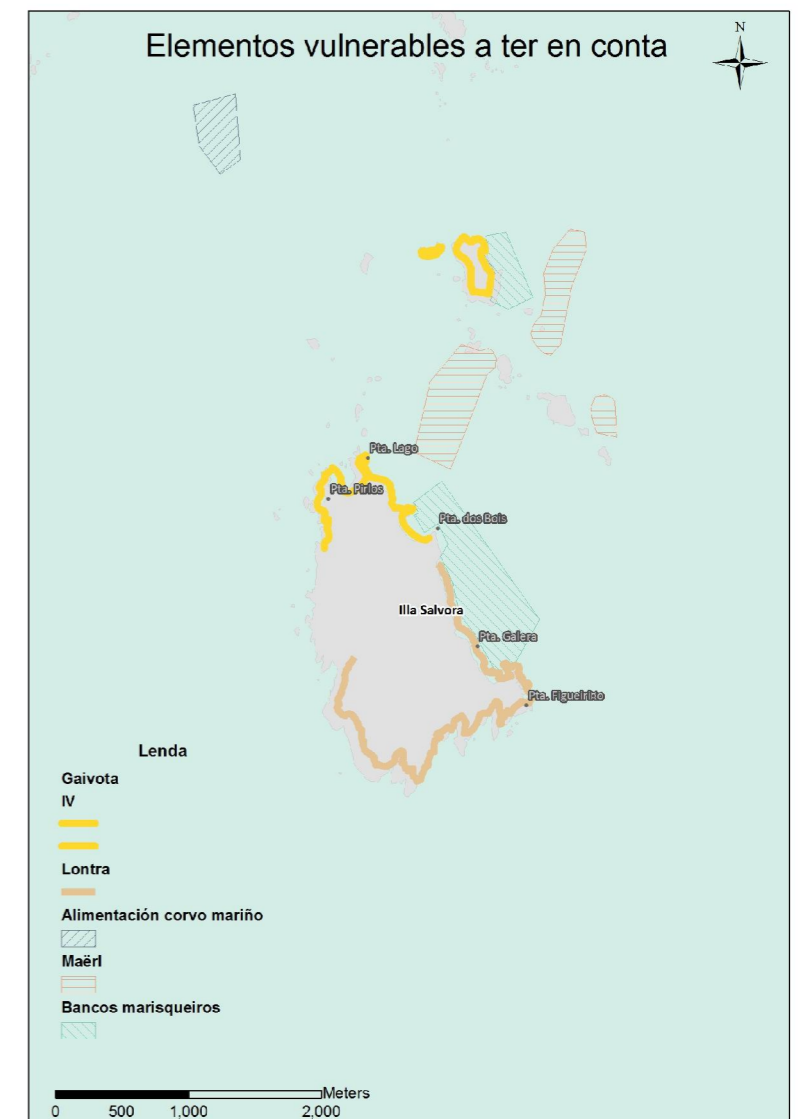 Elementos vulnerables a ter en conta
N
Pta. Lago
Pta. Pirlos
Pta. dos Bois
Illa Salvora
Pta. Galera
Pta. Figueirido
Lenda
Gaivota
IV
Lontra
Alimentación corvo mariño
Maërl
Bancos marisqueiros
Meters
0 500 1,000 2,000